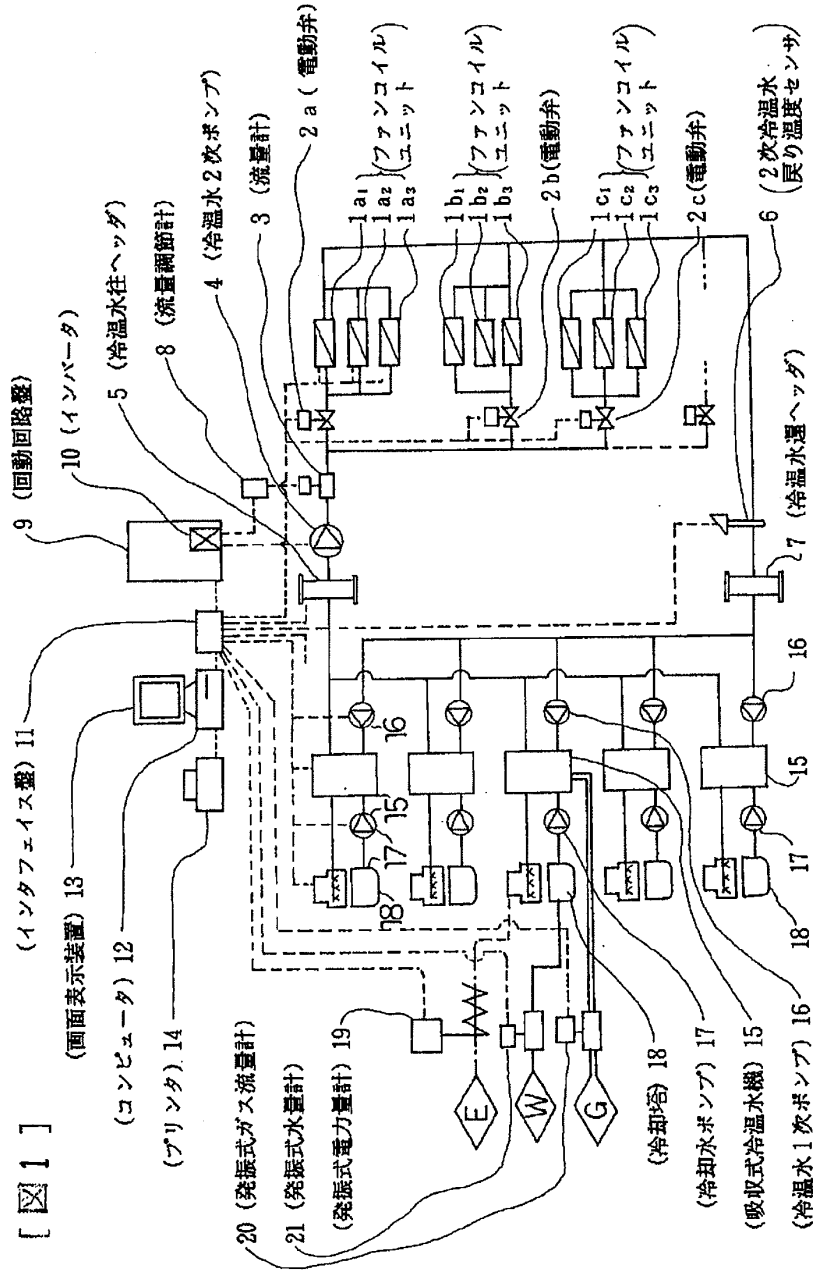 [図1]
(インタフェイス盤) 11
(画面表示装置) 13
(コンピュータ) 12
(プリンタ) 14
20 (発振式ガス流量計)
21 (発振式水量計)
(発振式電力量計) 19
9 (回動回路盤)
10 (インバータ)
5 (冷温水往ヘッダ)
8 (流量調節計)
4 (冷温水2次ポンプ)
3 (流量計)
2a (電動弁)
1a₁
1a₂
1a₃
(ファンコイル
ユニット)
1b₁
1b₂
1b₃
(ファンコイル
ユニット)
2b (電動弁)
1c₁
1c₂
1c₃
(ファンコイル
ユニット)
2c (電動弁)
6 (2次冷温水
戻り温度センサ)
7 (冷温水還ヘッダ)
16
15
17
18
E
W
G
18 (冷却塔)
(冷却水ポンプ) 17
(吸収式冷温水機) 15
(冷温水1次ポンプ) 16
16
15
17
18